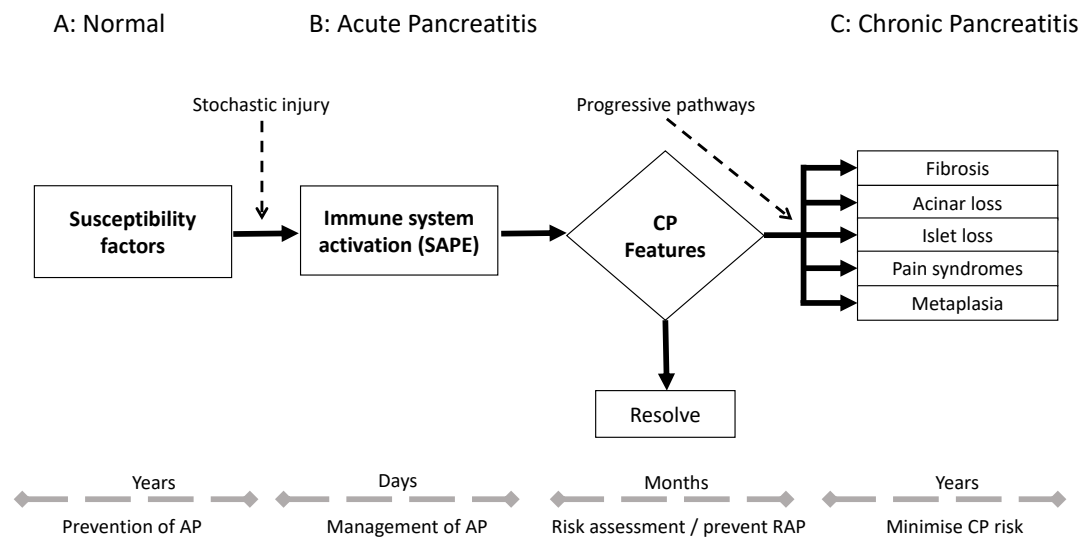 A: Normal
B: Acute Pancreatitis
C: Chronic Pancreatitis
Stochastic injury
Progressive pathways
Susceptibility
factors
Immune system
activation (SAPE)
CP
Features
Fibrosis
Acinar loss
Islet loss
Pain syndromes
Metaplasia
Resolve
Years
Days
Months
Years
Prevention of AP
Management of AP
Risk assessment / prevent RAP
Minimise CP risk